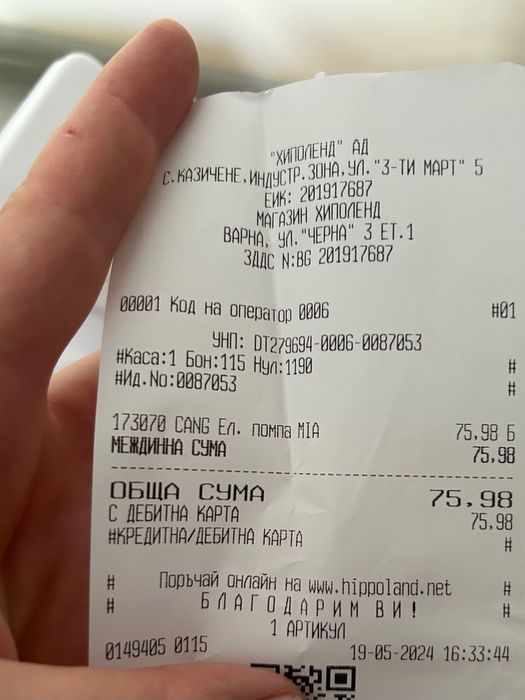 "ХИПОЛЕНД" АД
С.КАЗИЧЕНЕ,ИНДУСТР.ЗОНА,УЛ."3-ТИ МАРТ" 5
ЕИК: 201917687
МАГАЗИН ХИПОЛЕНД
ВАРНА, УЛ."ЧЕРНА" 3 ЕТ.1
ЗДДС N:BG 201917687
00001 Код на оператор 0006 #01
УНП: DT279694-0006-0087053
#Каса:1 Бон:115 Нул:1190 #
#Ид.No:0087053 #
173070 CANG Ел. помпа MIA 75,98 Б
МЕЖДИННА СУМА 75,98
ОБЩА СУМА 75,98
С ДЕБИТНА КАРТА 75,98
#КРЕДИТНА/ДЕБИТНА КАРТА #
# Поръчай онлайн на www.hippoland.net #
# БЛАГОДАРИМ ВИ! #
1 АРТИКУЛ
0149405 0115 19-05-2024 16:33:44